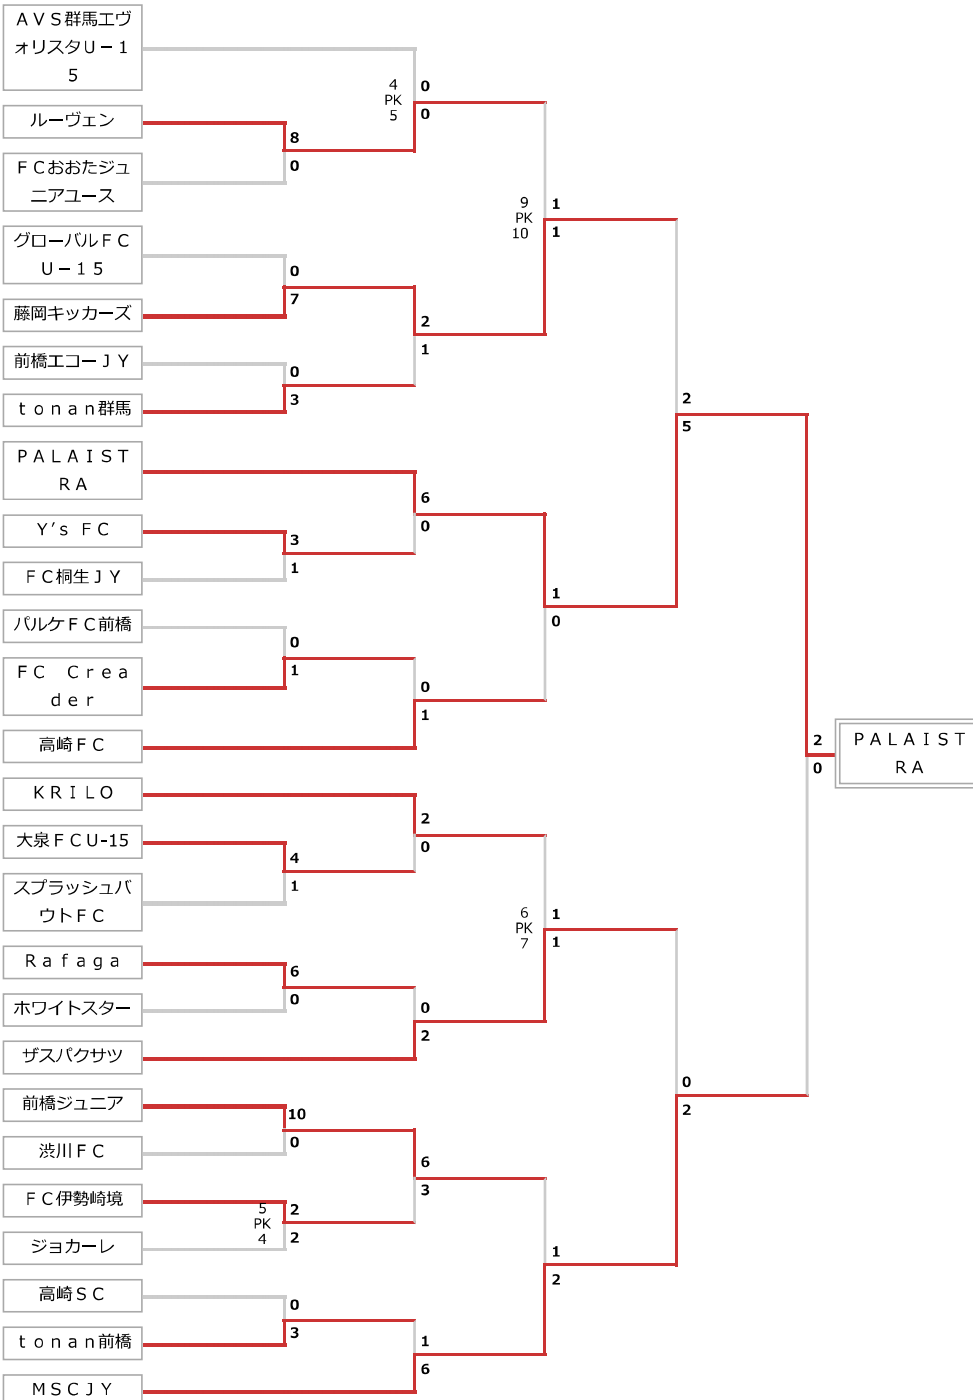 ＡＶＳ群馬エヴ
ォリスタＵ－１
５
4
PK
5
0
0
ルーヴェン
8
0
ＦＣおおたジュ
ニアユース
9
PK
10
1
1
グローバルＦＣ
Ｕ－１５
0
7
藤岡キッカーズ
2
1
前橋エコーＪＹ
0
3
ｔｏｎａｎ群馬
2
5
ＰＡＬＡＩＳＴ
ＲＡ
6
0
Ｙ’ｓ　ＦＣ
3
1
ＦＣ桐生ＪＹ
1
0
パルケＦＣ前橋
0
1
ＦＣ　Ｃｒｅａ
ｄｅｒ
0
1
高崎ＦＣ
2
0
ＰＡＬＡＩＳＴ
ＲＡ
ＫＲＩＬＯ
2
0
大泉ＦＣＵ-15
4
1
スプラッシュバ
ウトＦＣ
6
PK
7
1
1
Ｒａｆａｇａ
6
0
ホワイトスター
0
2
ザスパクサツ
0
2
前橋ジュニア
10
0
渋川ＦＣ
6
3
ＦＣ伊勢崎境
5
PK
4
2
2
ジョカーレ
1
2
高崎ＳＣ
0
3
ｔｏｎａｎ前橋
1
6
ＭＳＣＪＹ